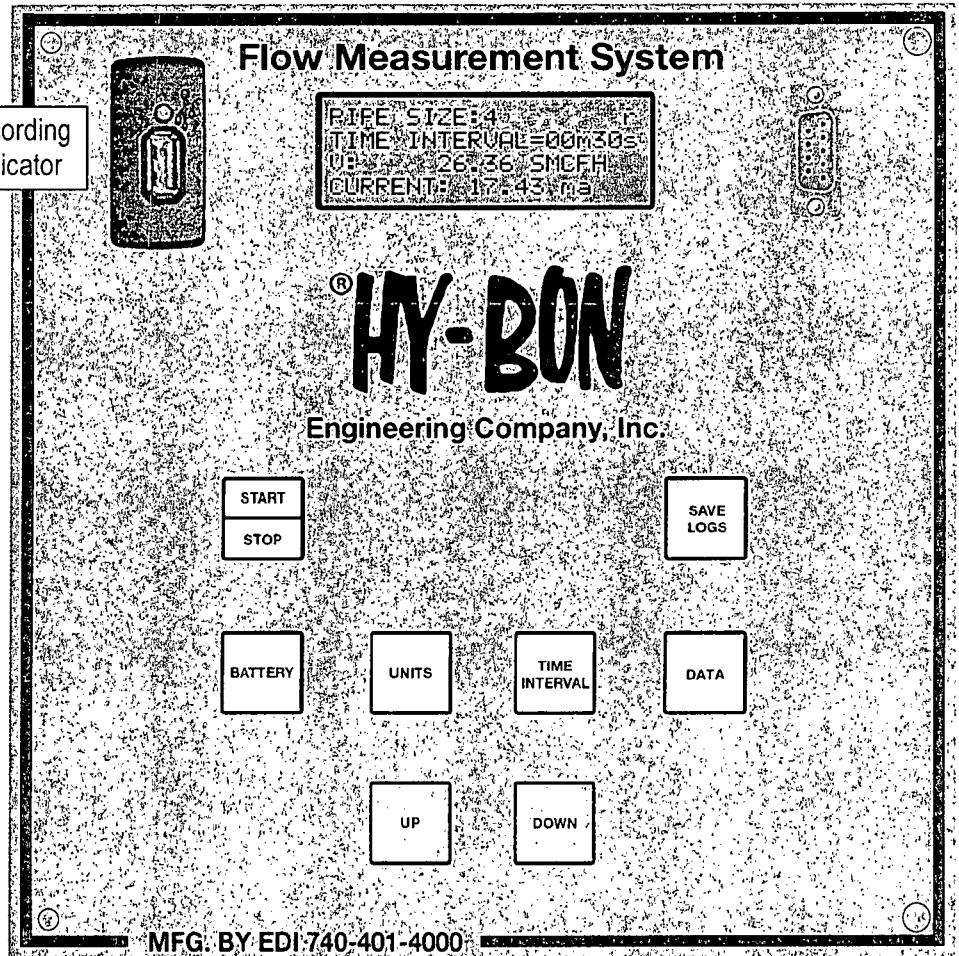 Flow Measurement System
cording
icator
PIPE SIZE:4 r
TIME INTERVAL=00m30s
V: 26.36 SMCFH
CURRENT: 17.43 ma
® HY-BON
Engineering Company, Inc.
START
STOP
SAVE
LOGS
BATTERY
UNITS
TIME
INTERVAL
DATA
UP
DOWN
MFG. BY EDI 740-401-4000